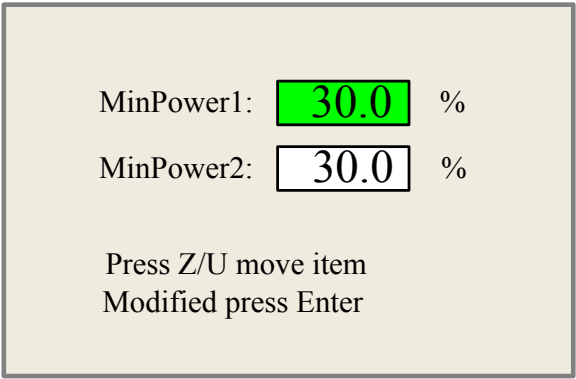 MinPower1: 30.0 %
MinPower2: 30.0 %
Press Z/U move item
Modified press Enter